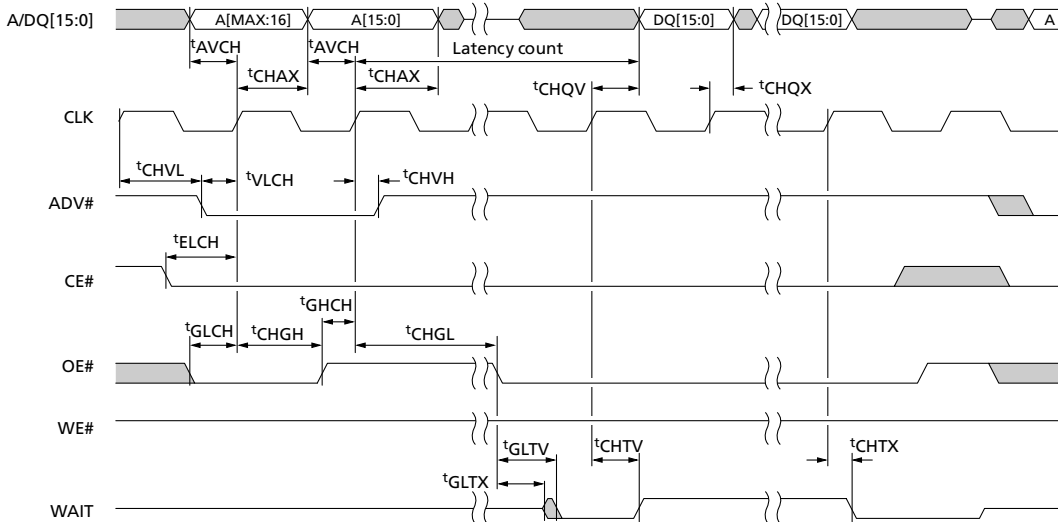 A/DQ[15:0] A[MAX:16] A[15:0] DQ[15:0] DQ[15:0] A
tAVCH tAVCH Latency count
tCHAX tCHAX tCHQV tCHQX
CLK
tCHVL tVLCH tCHVH
ADV#
tELCH
CE#
tGHCH
tGLCH tCHGH tCHGL
OE#
WE#
tGLTV tCHTV tCHTX
tGLTX
WAIT